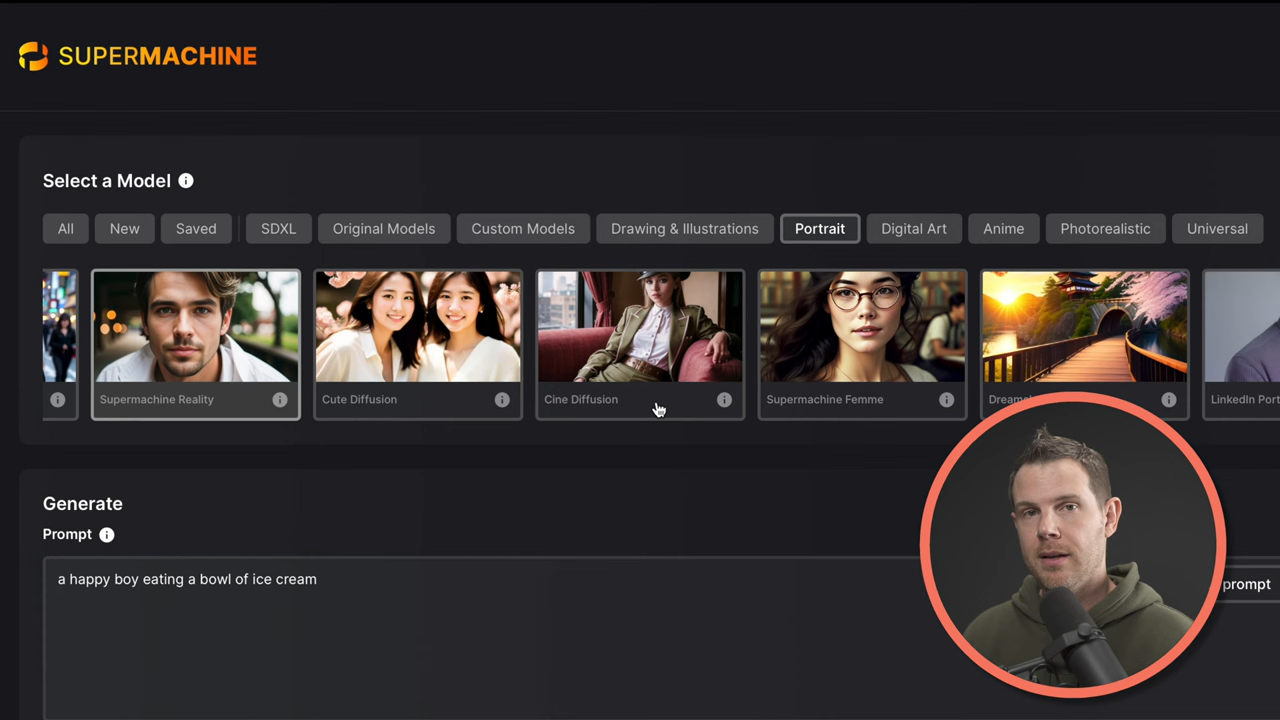 SUPERMACHINE
Select a Model
All New Saved SDXL Original Models Custom Models Drawing & Illustrations Portrait Digital Art Anime Photorealistic Universal
Supermachine Reality Cute Diffusion Cine Diffusion Supermachine Femme LinkedIn
Generate
Prompt
a happy boy eating a bowl of ice cream
prompt